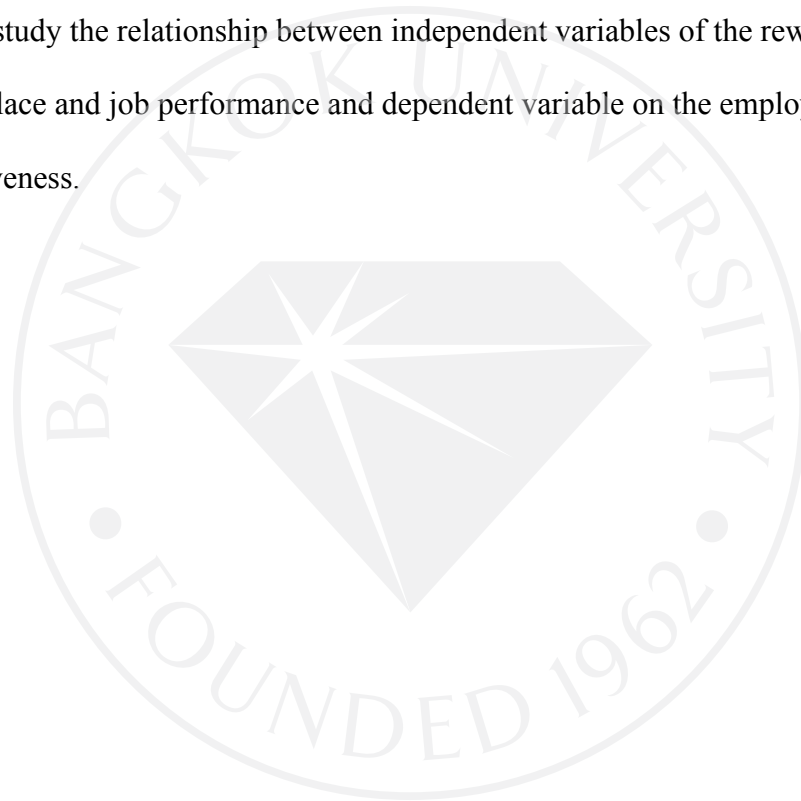 study the relationship between independent variables of the rew
lace and job performance and dependent variable on the employ
veness.
BANGKOK UNIVERSITY
• FOUNDED 1962 •